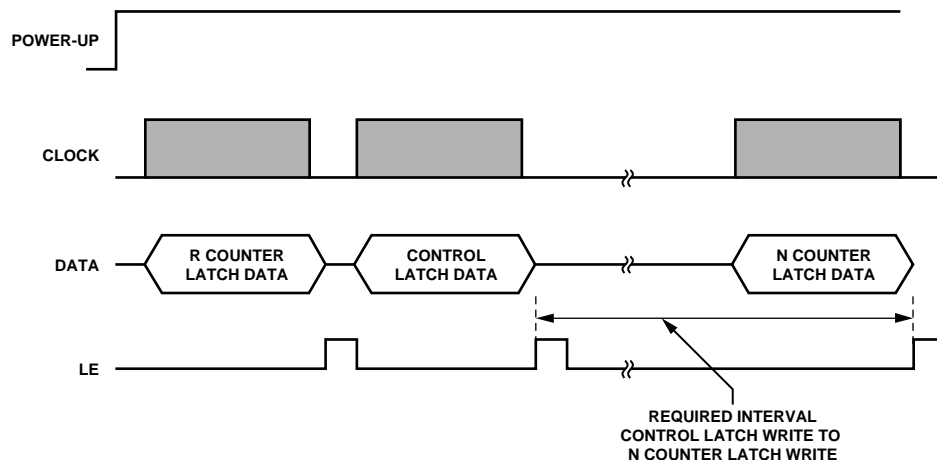 POWER-UP
CLOCK
DATA
R COUNTER
LATCH DATA
CONTROL
LATCH DATA
N COUNTER
LATCH DATA
LE
REQUIRED INTERVAL
CONTROL LATCH WRITE TO
N COUNTER LATCH WRITE